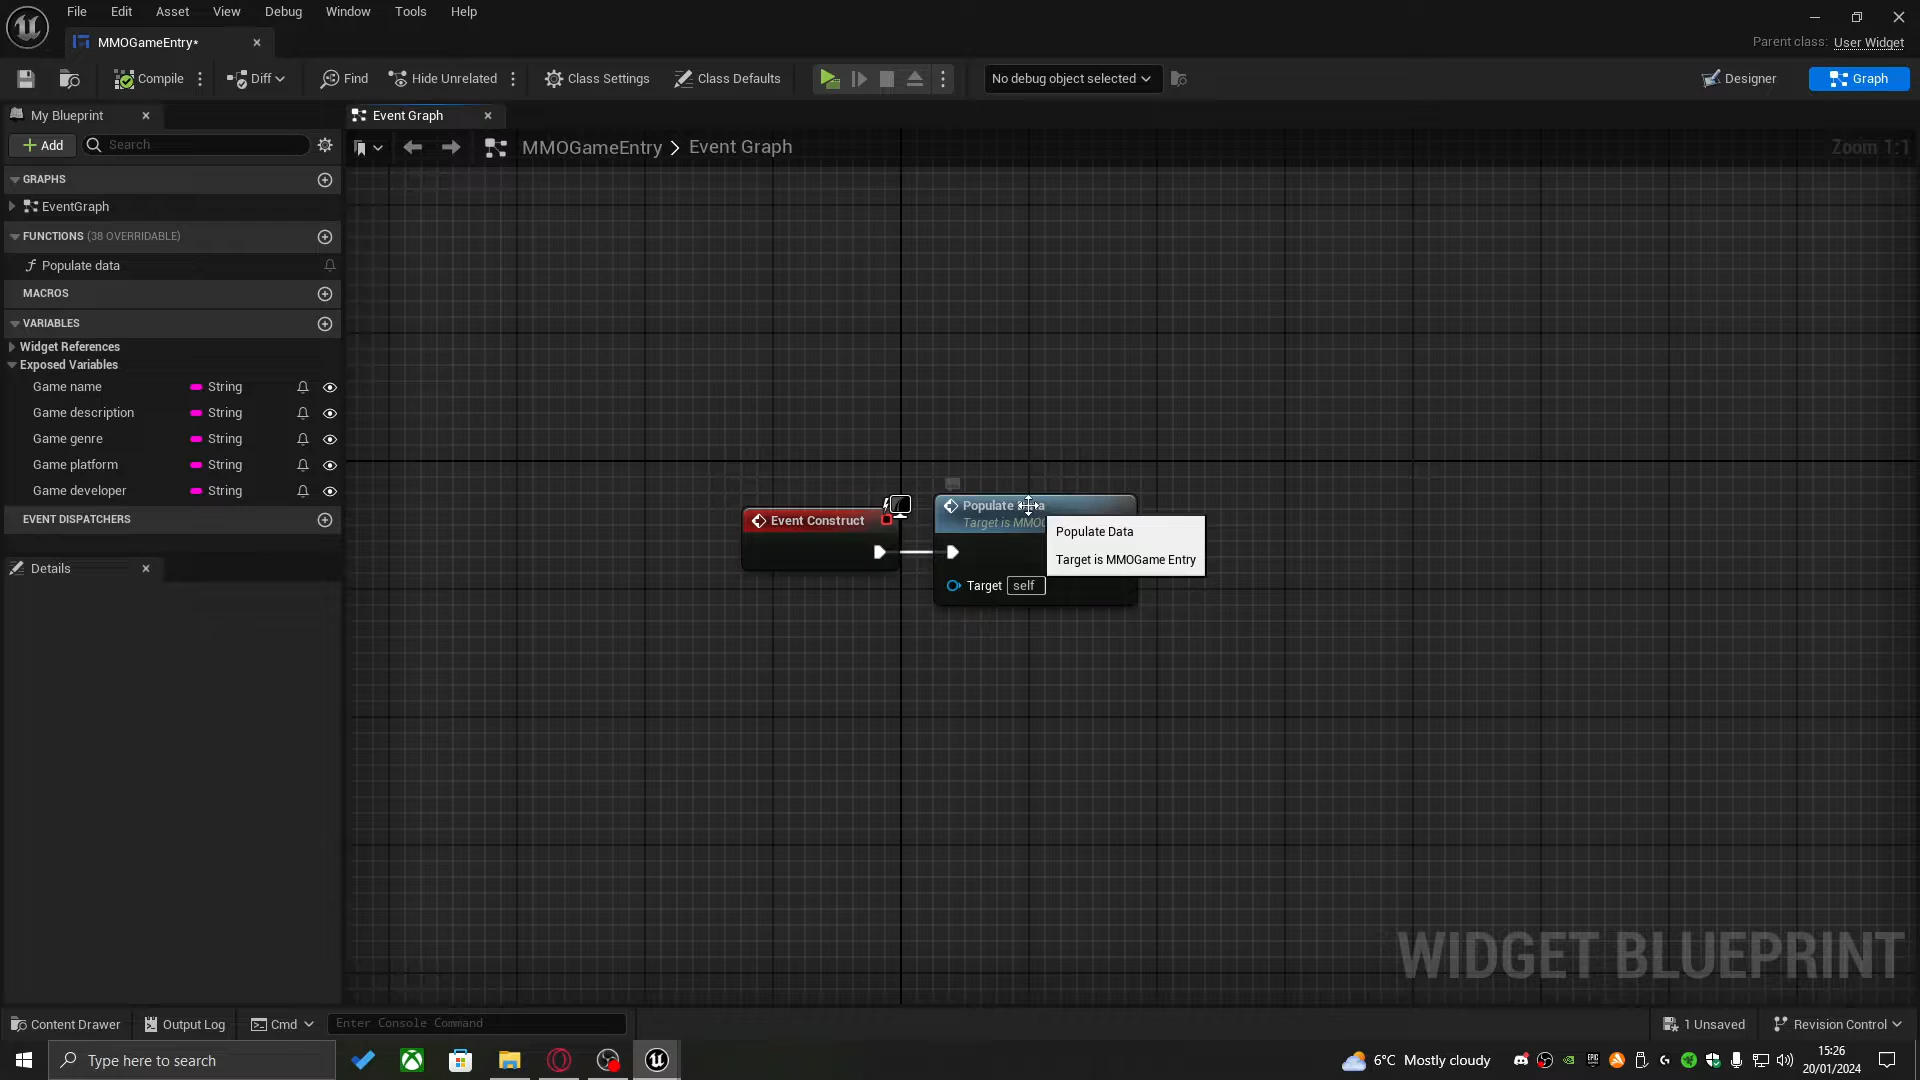 File Edit Asset View Debug Window Tools Help
MMOGameEntry*
Parent class: User Widget
Compile Diff Find Hide Unrelated Class Settings Class Defaults No debug object selected Designer Graph
My Blueprint Event Graph
Add Search
MMOGameEntry > Event Graph Zoom 1:1
GRAPHS
EventGraph
FUNCTIONS (38 OVERRIDABLE)
Populate data
MACROS
VARIABLES
Widget References
Exposed Variables
Game name String
Game description String
Game genre String
Game platform String
Game developer String
EVENT DISPATCHERS
Details
Event Construct
Populate
Target is MMOG
Target self
Populate Data
Target is MMOGame Entry
WIDGET BLUEPRINT
Content Drawer Output Log Cmd Enter Console Command 1 Unsaved Revision Control
Type here to search 6°C Mostly cloudy 15:26
20/01/2024